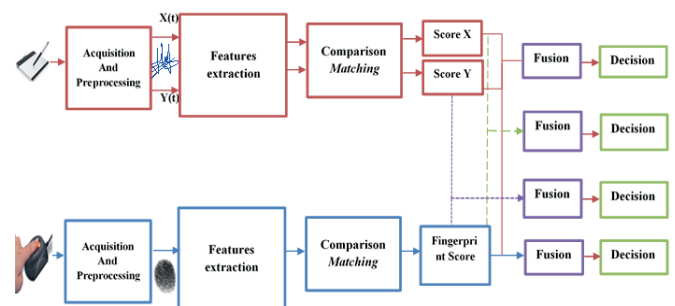 X(t)
Acquisition
And
Preprocessing
Y(t)
Features
extraction
Comparison
Matching
Score X
Score Y
Fusion
Decision
Fusion
Decision
Fusion
Decision
Acquisition
And
Preprocessing
Features
extraction
Comparison
Matching
Fingerpri
nt Score
Fusion
Decision